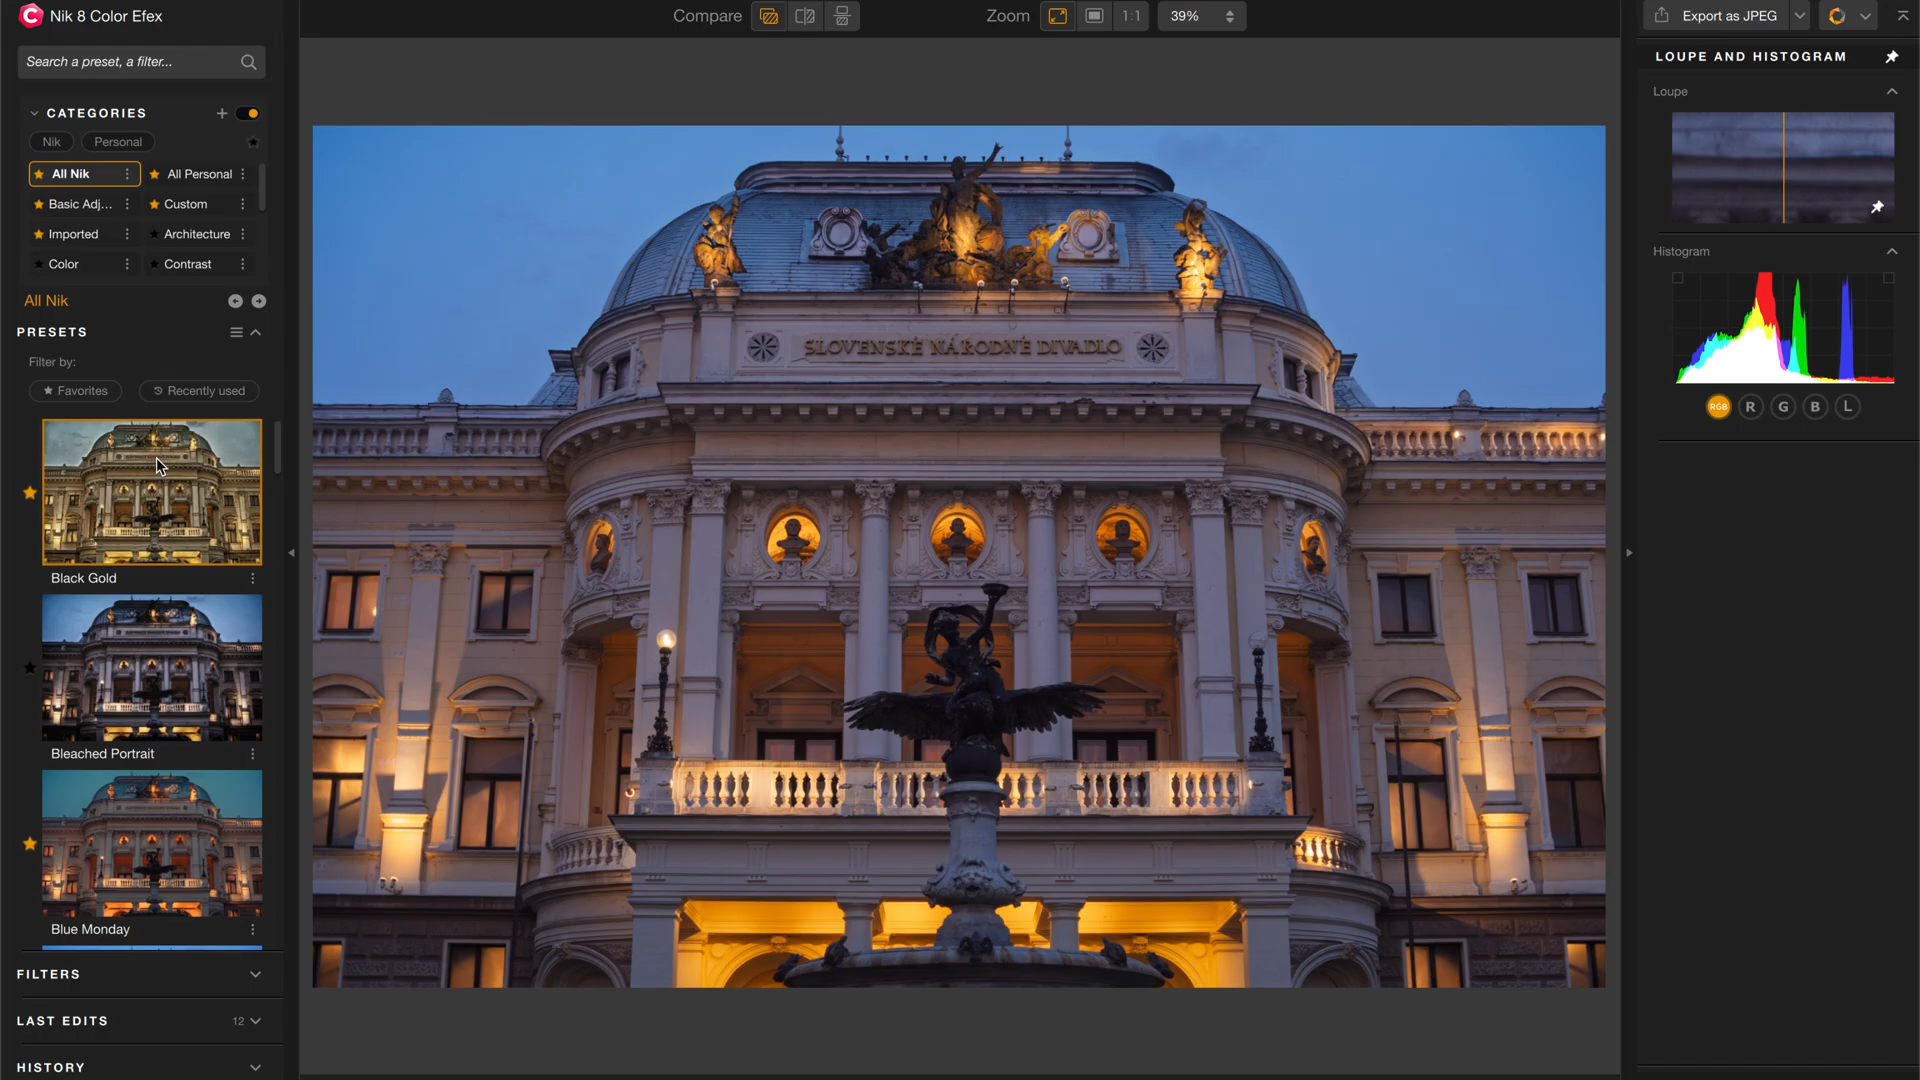 Nik 8 Color Efex
Compare
Zoom
1:1
39%
Export as JPEG
Search a preset, a filter...
CATEGORIES
Nik
Personal
All Nik
All Personal
Basic Adj...
Custom
Imported
Architecture
Color
Contrast
All Nik
PRESETS
Filter by:
Favorites
Recently used
Black Gold
Bleached Portrait
Blue Monday
FILTERS
LAST EDITS
12
HISTORY
SLOVENSKÉ NÁRODNÉ DIVADLO
LOUPE AND HISTOGRAM
Loupe
Histogram
RGB
R
G
B
L